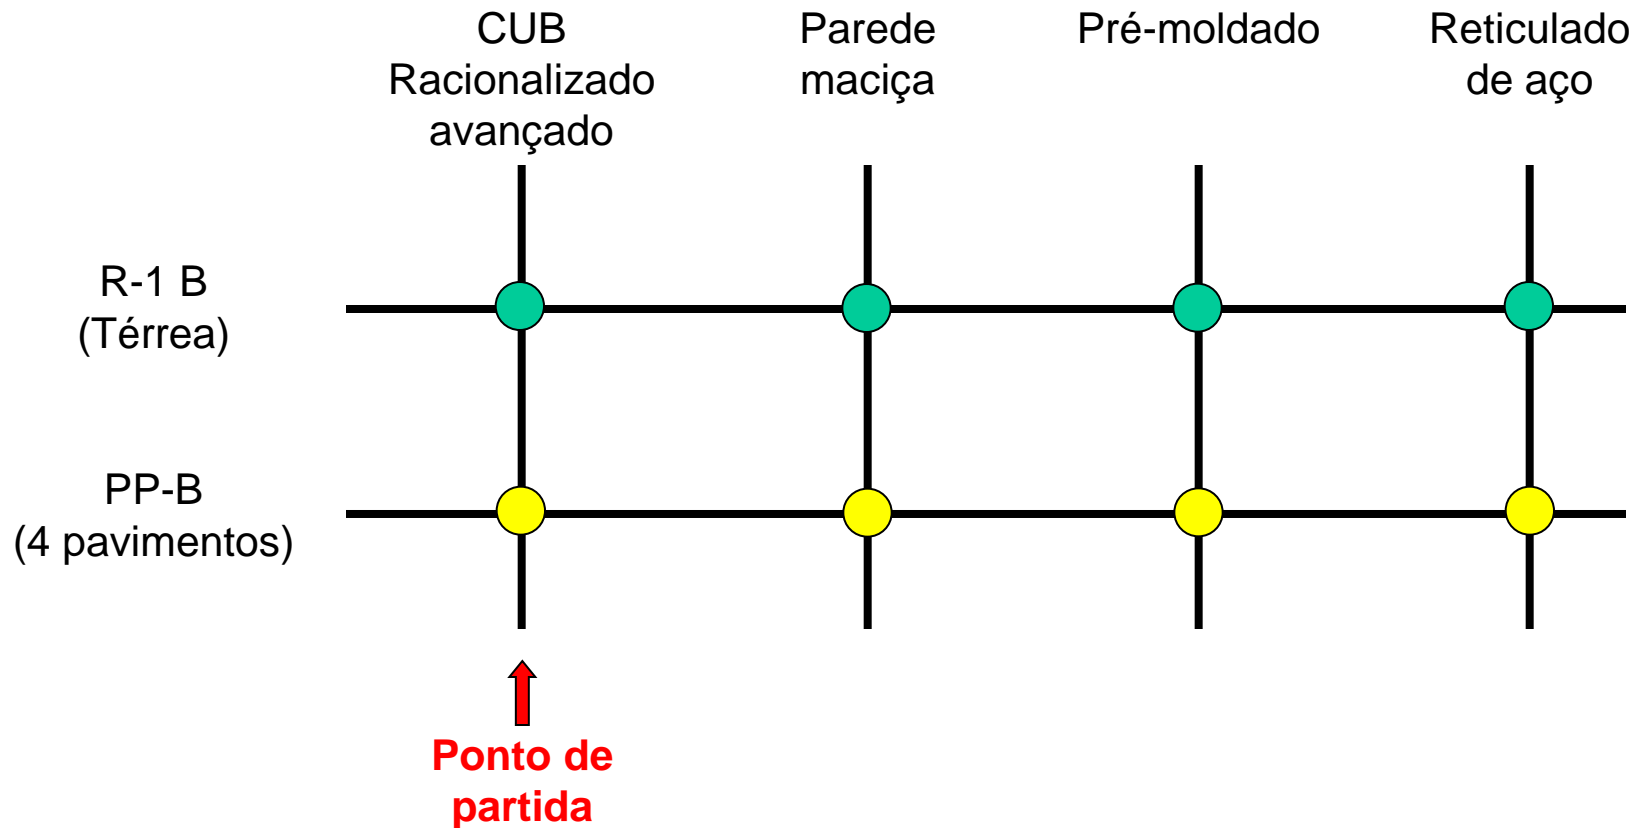 CUB
Racionalizado
avançado
Parede
maciça
Pré-moldado
Reticulado
de aço
R-1 B
(Térrea)
PP-B
(4 pavimentos)
Ponto de
partida